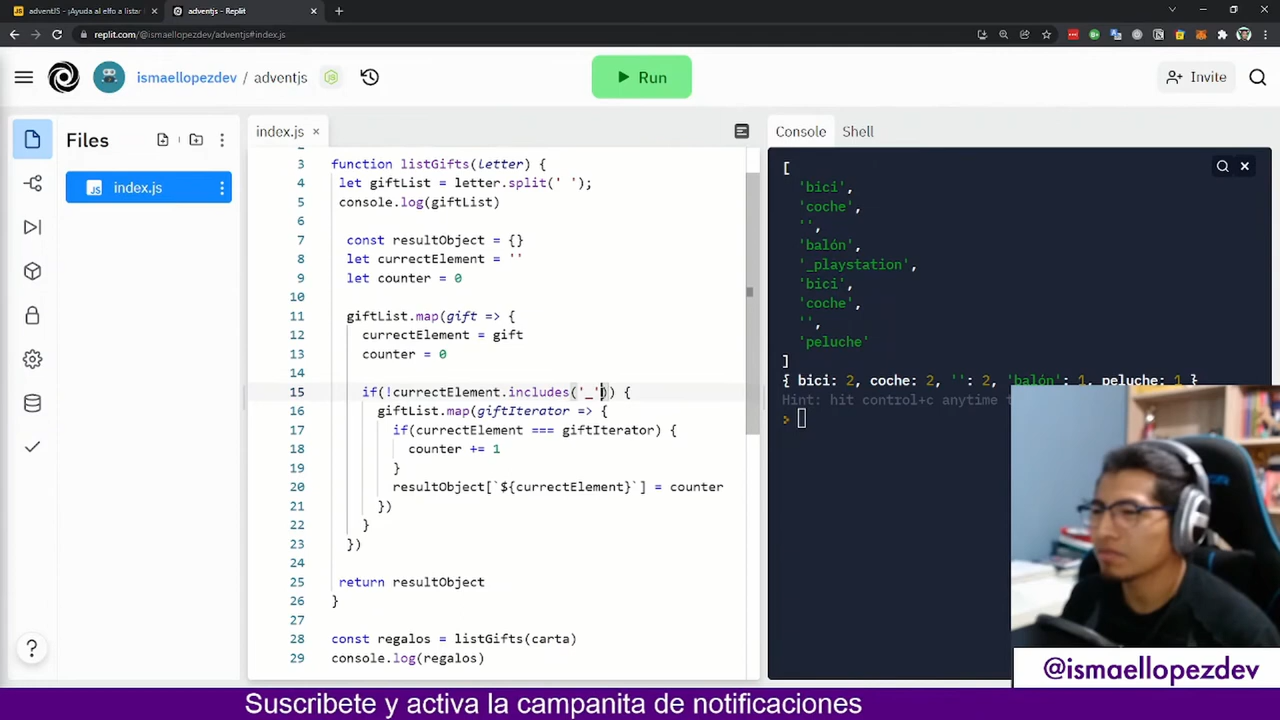 adventJS - ¡Ayuda al elfo a listar l
adventjs - Replit
replit.com/@ismaellopezdev/adventjs#index.js
ismaellopezdev / adventjs
Run
Invite
Files
index.js
index.js
Console
Shell
2
3 function listGifts(letter) {
4 let giftList = letter.split(' ');
5 console.log(giftList)
6
7 const resultObject = {}
8 let currectElement = ''
9 let counter = 0
10
11 giftList.map(gift => {
12 currectElement = gift
13 counter = 0
14
15 if(!currectElement.includes('_')) {
16 giftList.map(giftIterator => {
17 if(currectElement === giftIterator) {
18 counter += 1
19 }
20 resultObject[`${currectElement}`] = counter
21 })
22 }
23 })
24
25 return resultObject
26 }
27
28 const regalos = listGifts(carta)
29 console.log(regalos)
[
'bici',
'coche',
'',
'balón',
'_playstation',
'bici',
'coche',
'',
'peluche'
]
{ bici: 2, coche: 2, '': 2, 'balón': 1, peluche: 1 }
Hint: hit control+c anytime t
>
?
@ismaellopezdev
Suscribete y activa la campanita de notificaciones